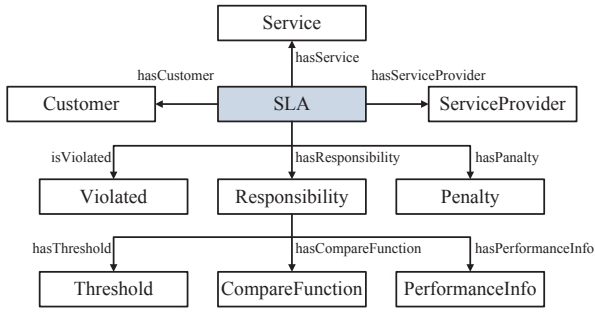 Service
hasService
hasCustomer
hasServiceProvider
Customer
SLA
ServiceProvider
isViolated
hasResponsibility
hasPanalty
Violated
Responsibility
Penalty
hasThreshold
hasCompareFunction
hasPerformanceInfo
Threshold
CompareFunction
PerformanceInfo